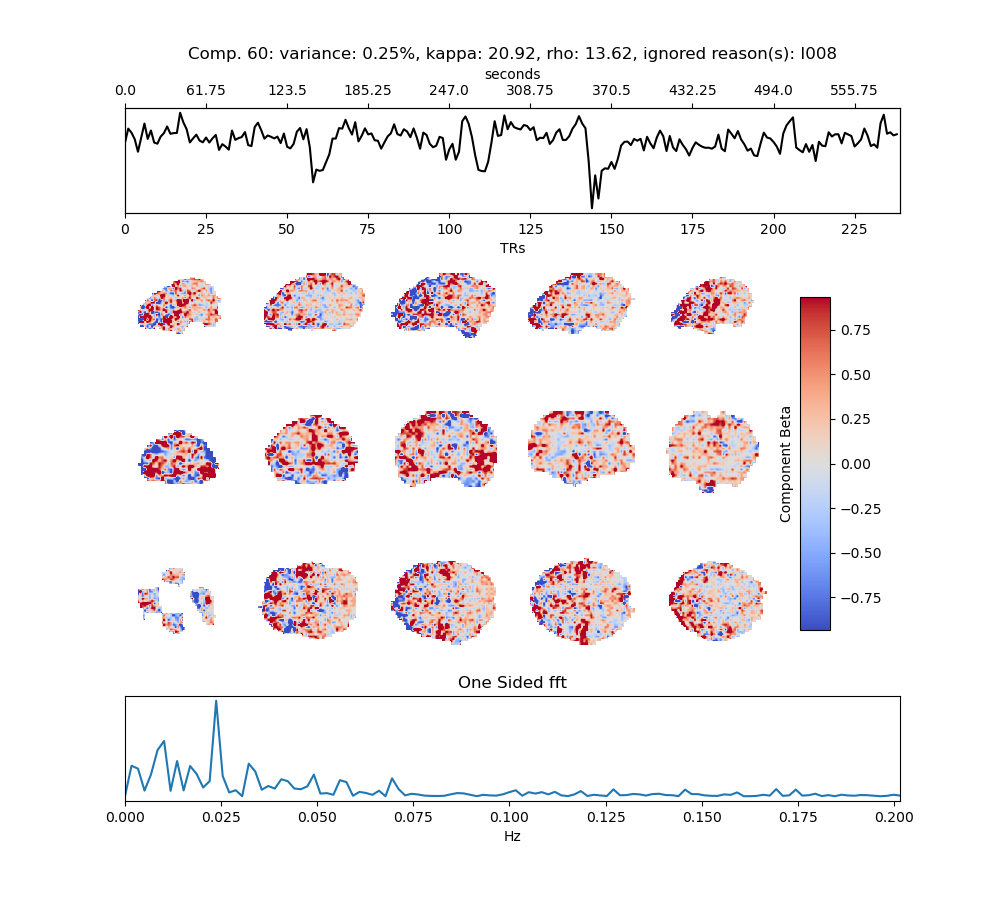 Comp. 60: variance: 0.25%, kappa: 20.92, rho: 13.62, ignored reason(s): I008
seconds
0.0 61.75 123.5 185.25 247.0 308.75 370.5 432.25 494.0 555.75
0 25 50 75 100 125 150 175 200 225
TRs
0.75
0.50
0.25
0.00
−0.25
−0.50
−0.75
Component Beta
One Sided fft
0.000 0.025 0.050 0.075 0.100 0.125 0.150 0.175 0.200
Hz